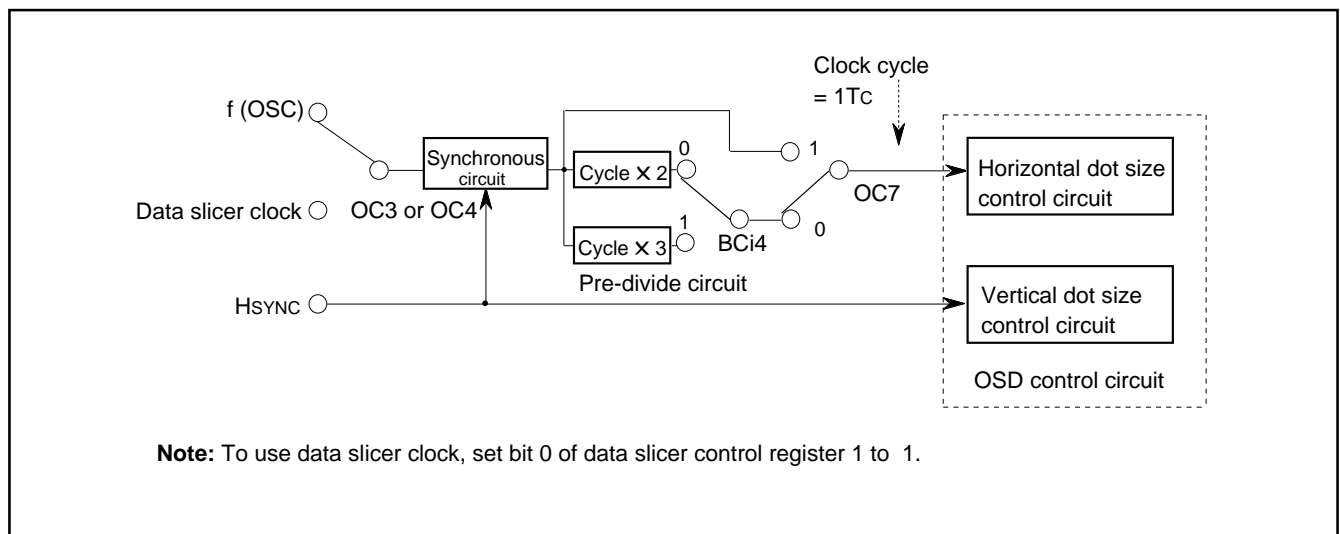 Clock cycle
= 1TC
f (OSC)
Synchronous
circuit
Cycle × 2
0
1
Horizontal dot size
control circuit
Data slicer clock
OC3 or OC4
OC7
1
BCi4
0
Cycle × 3
Pre-divide circuit
HSYNC
Vertical dot size
control circuit
OSD control circuit
Note: To use data slicer clock, set bit 0 of data slicer control register 1 to 1.